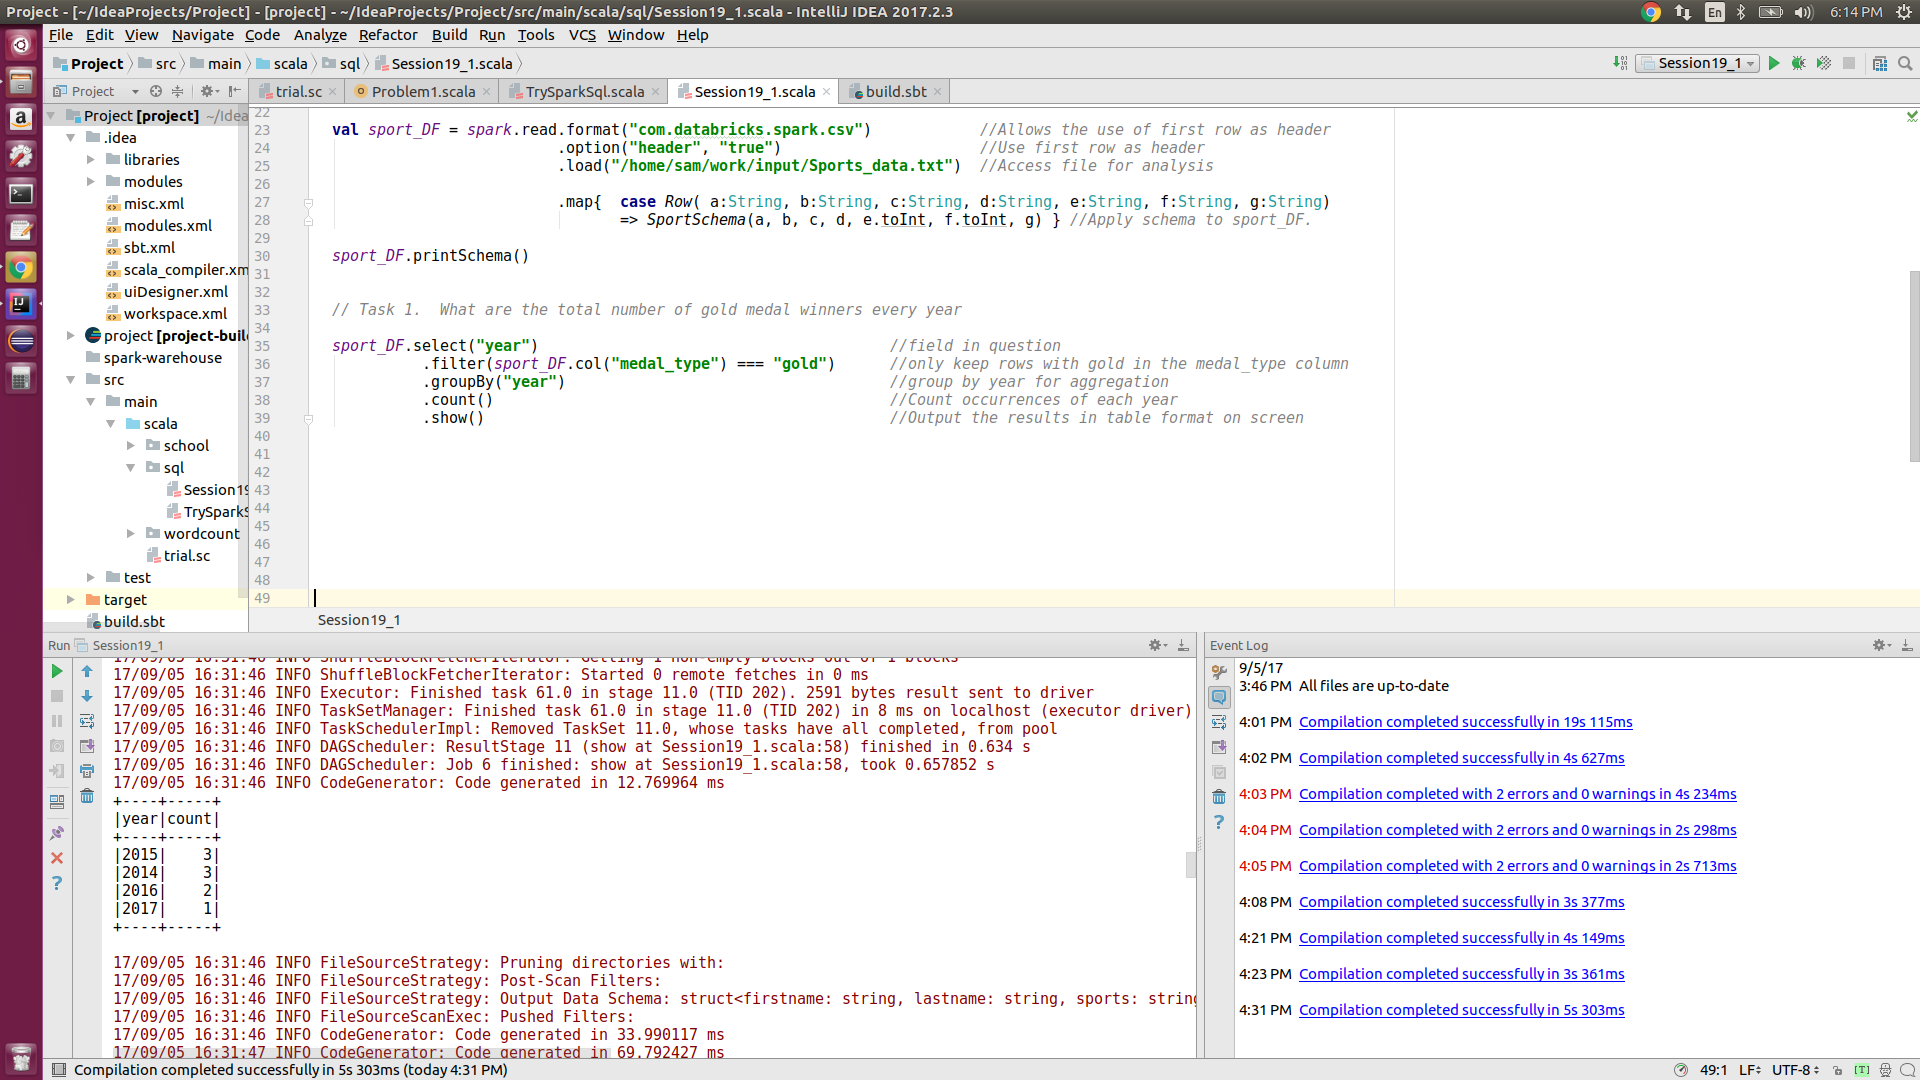 Project - [~/IdeaProjects/Project] - [project] - ~/IdeaProjects/Project/src/main/scala/sql/Session19_1.scala - IntelliJ IDEA 2017.2.3
En
6:14 PM
File Edit View Navigate Code Analyze Refactor Build Run Tools VCS Window Help
Project src main scala sql Session19_1.scala
Session19_1
Project
trial.sc Problem1.scala TrySparkSql.scala Session19_1.scala build.sbt
Project [project] ~/Idea
.idea
libraries
modules
misc.xml
modules.xml
sbt.xml
scala_compiler.xm
uiDesigner.xml
workspace.xml
project [project-buil
spark-warehouse
src
main
scala
school
sql
Session19
TrySparkS
wordcount
trial.sc
test
target
build.sbt
22
23 val sport_DF = spark.read.format("com.databricks.spark.csv") //Allows the use of first row as header
24 .option("header", "true") //Use first row as header
25 .load("/home/sam/work/input/Sports_data.txt") //Access file for analysis
26
27 .map{ case Row( a:String, b:String, c:String, d:String, e:String, f:String, g:String)
28 => SportSchema(a, b, c, d, e.toInt, f.toInt, g) } //Apply schema to sport_DF.
29
30 sport_DF.printSchema()
31
32
33 // Task 1. What are the total number of gold medal winners every year
34
35 sport_DF.select("year") //field in question
36 .filter(sport_DF.col("medal_type") === "gold") //only keep rows with gold in the medal_type column
37 .groupBy("year") //group by year for aggregation
38 .count() //Count occurrences of each year
39 .show() //Output the results in table format on screen
40
41
42
43
44
45
46
47
48
49
Session19_1
Run Session19_1
17/09/05 16:31:46 INFO ShuffleBlockFetcherIterator: Getting 1 non-empty blocks out of 1 blocks
17/09/05 16:31:46 INFO ShuffleBlockFetcherIterator: Started 0 remote fetches in 0 ms
17/09/05 16:31:46 INFO Executor: Finished task 61.0 in stage 11.0 (TID 202). 2591 bytes result sent to driver
17/09/05 16:31:46 INFO TaskSetManager: Finished task 61.0 in stage 11.0 (TID 202) in 8 ms on localhost (executor driver)
17/09/05 16:31:46 INFO TaskSchedulerImpl: Removed TaskSet 11.0, whose tasks have all completed, from pool
17/09/05 16:31:46 INFO DAGScheduler: ResultStage 11 (show at Session19_1.scala:58) finished in 0.634 s
17/09/05 16:31:46 INFO DAGScheduler: Job 6 finished: show at Session19_1.scala:58, took 0.657852 s
17/09/05 16:31:46 INFO CodeGenerator: Code generated in 12.769964 ms
+----+-----+
|year|count|
+----+-----+
|2015|    3|
|2014|    3|
|2016|    2|
|2017|    1|
+----+-----+
17/09/05 16:31:46 INFO FileSourceStrategy: Pruning directories with:
17/09/05 16:31:46 INFO FileSourceStrategy: Post-Scan Filters:
17/09/05 16:31:46 INFO FileSourceStrategy: Output Data Schema: struct<firstname: string, lastname: string, sports: string
17/09/05 16:31:46 INFO FileSourceScanExec: Pushed Filters:
17/09/05 16:31:46 INFO CodeGenerator: Code generated in 33.990117 ms
17/09/05 16:31:47 INFO CodeGenerator: Code generated in 69.792427 ms
Event Log
9/5/17
3:46 PM All files are up-to-date
4:01 PM Compilation completed successfully in 19s 115ms
4:02 PM Compilation completed successfully in 4s 627ms
4:03 PM Compilation completed with 2 errors and 0 warnings in 4s 234ms
4:04 PM Compilation completed with 2 errors and 0 warnings in 2s 298ms
4:05 PM Compilation completed with 2 errors and 0 warnings in 2s 713ms
4:08 PM Compilation completed successfully in 3s 377ms
4:21 PM Compilation completed successfully in 4s 149ms
4:23 PM Compilation completed successfully in 3s 361ms
4:31 PM Compilation completed successfully in 5s 303ms
Compilation completed successfully in 5s 303ms (today 4:31 PM)
49:1 LF UTF-8 [T]